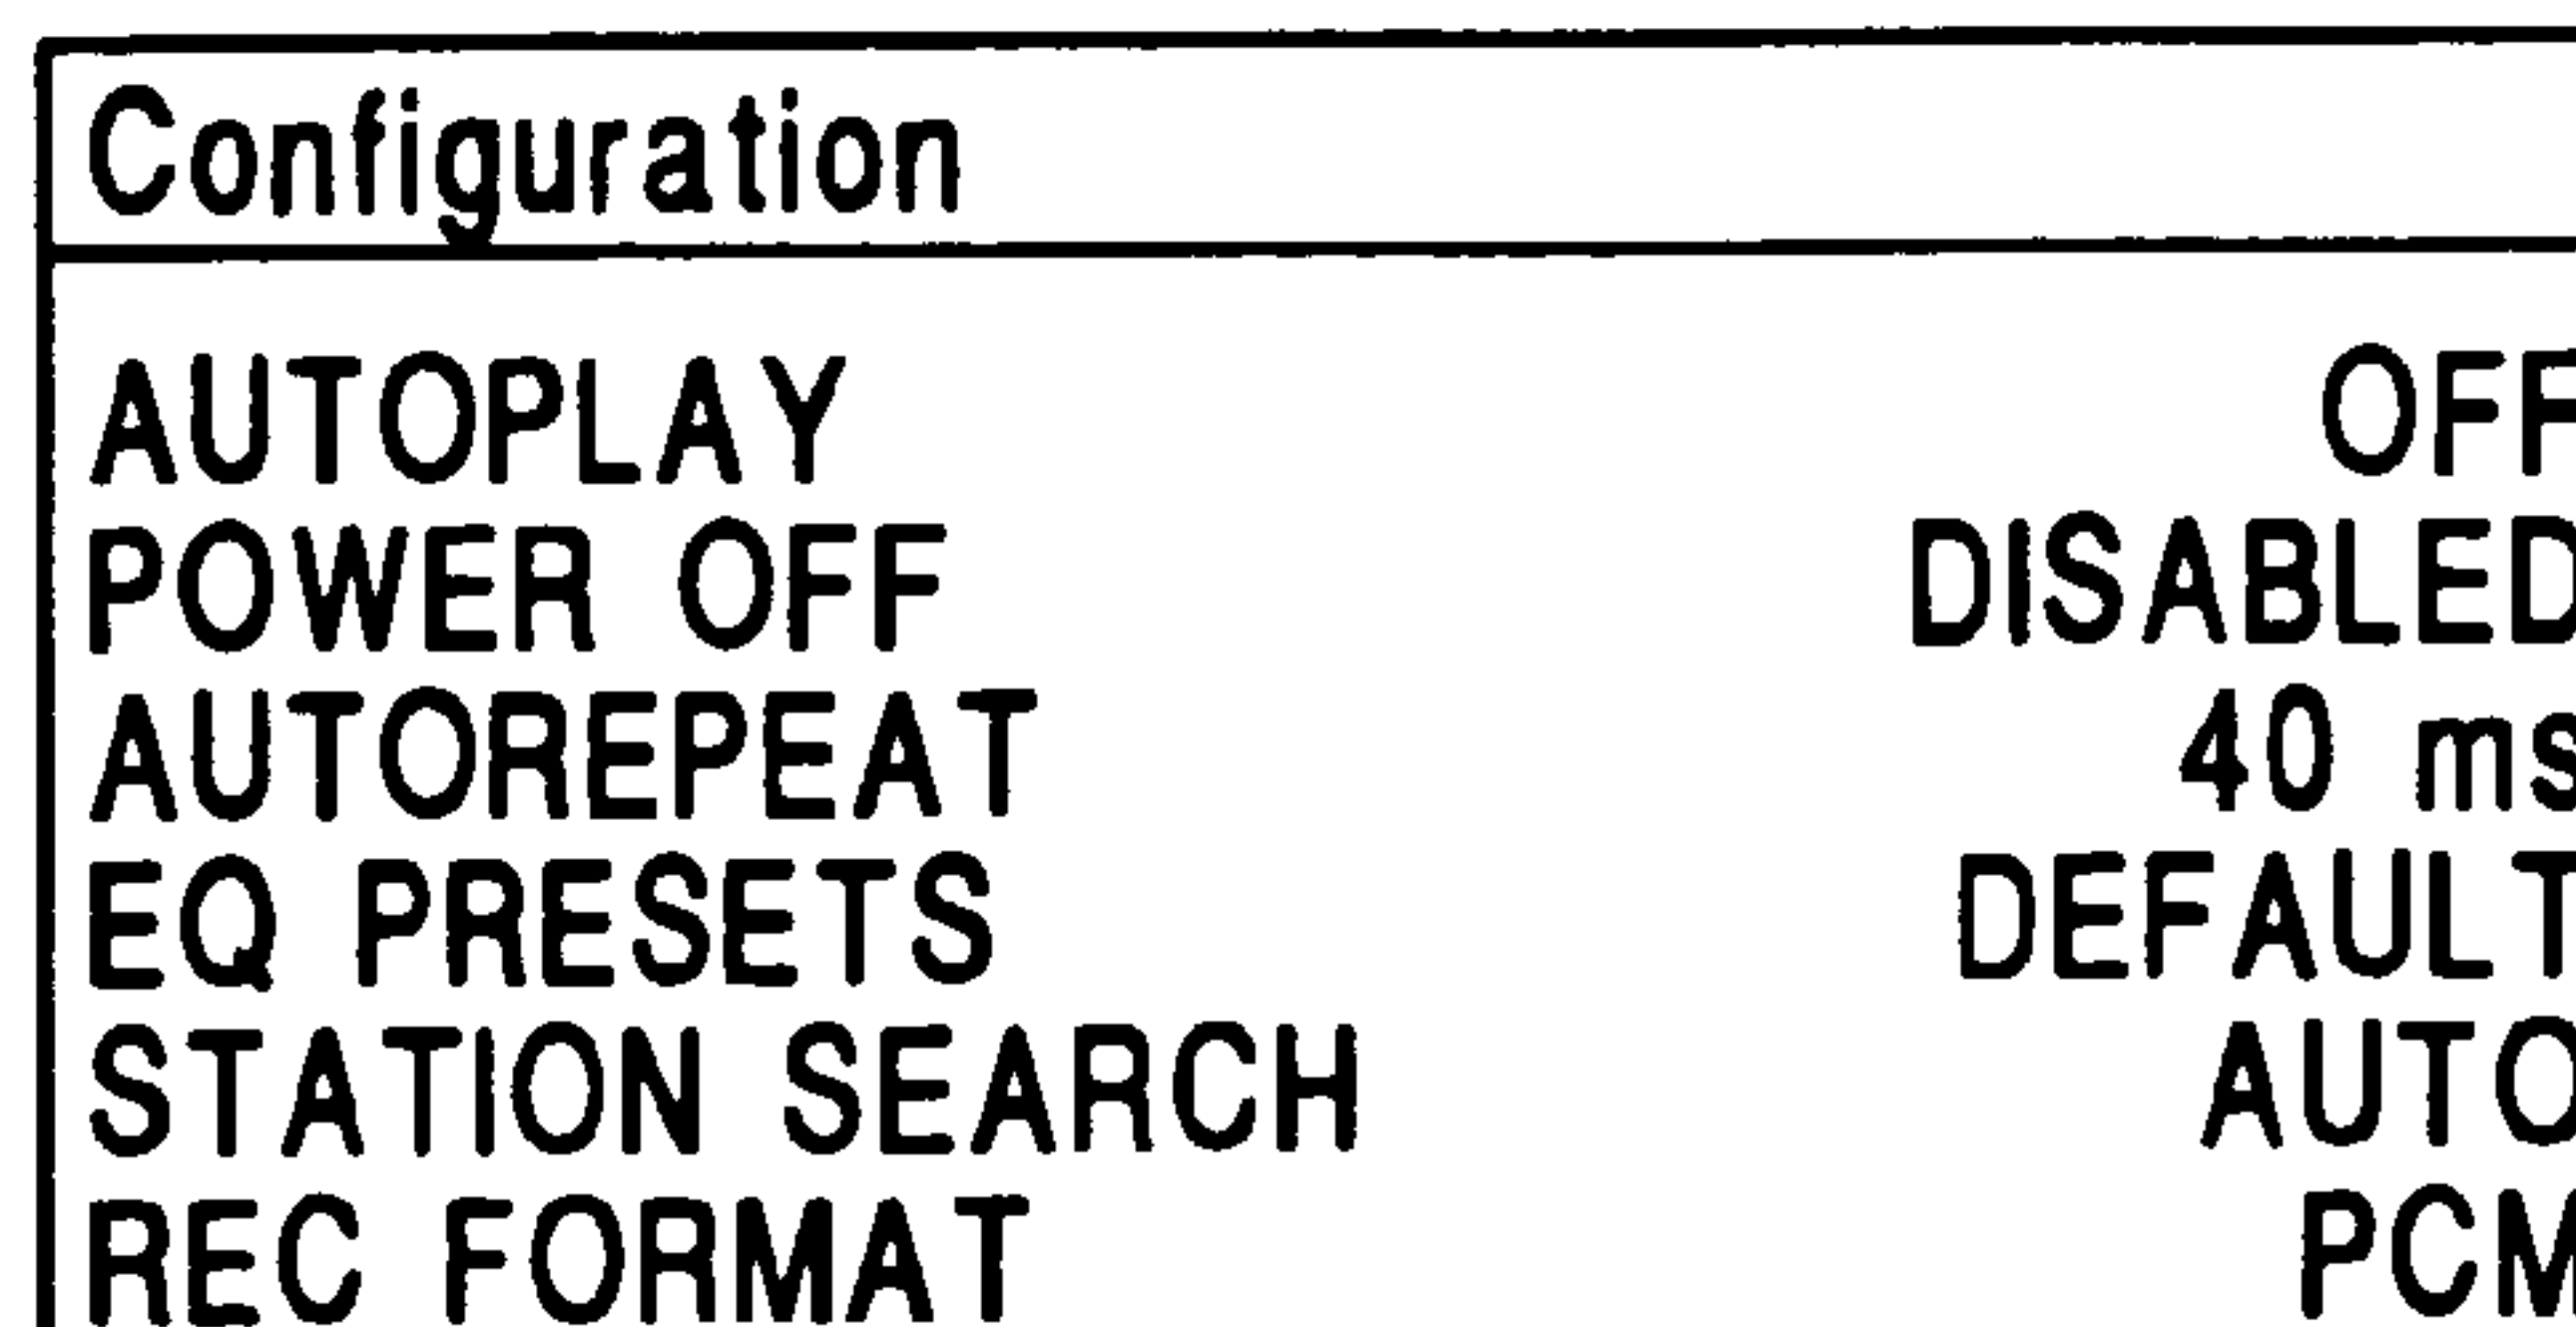 Configuration
AUTOPLAY OFF
POWER OFF DISABLED
AUTOREPEAT 40 ms
EQ PRESETS DEFAULT
STATION SEARCH AUTO
REC FORMAT PCM